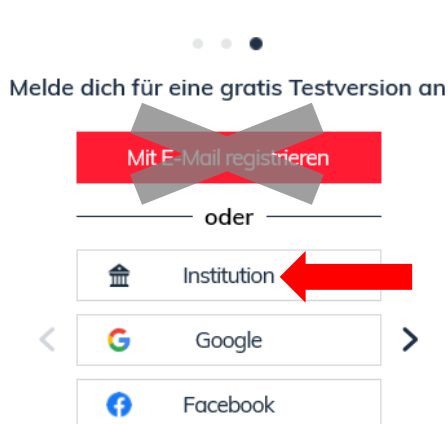 Melde dich für eine gratis Testversion an
Mit E-Mail registrieren
oder
Institution
Google
Facebook